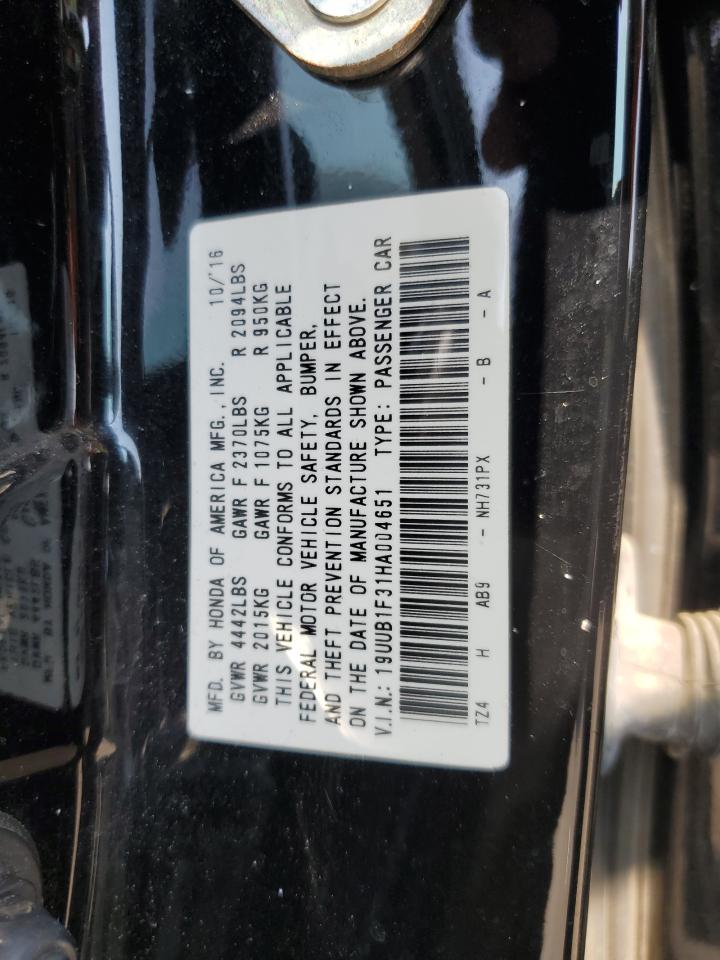 MFD. BY HONDA OF AMERICA MFG., INC. 10/'16
GVWR 4442LBS GAWR F 2370LBS R 2094LBS
GVWR 2015KG GAWR F 1075KG R 950KG
THIS VEHICLE CONFORMS TO ALL APPLICABLE
FEDERAL MOTOR VEHICLE SAFETY, BUMPER,
AND THEFT PREVENTION STANDARDS IN EFFECT
ON THE DATE OF MANUFACTURE SHOWN ABOVE.
V.I.N.: 19UUB1F31HA004651 TYPE: PASSENGER CAR
TZ4 H AB9 - NH731PX - B - A